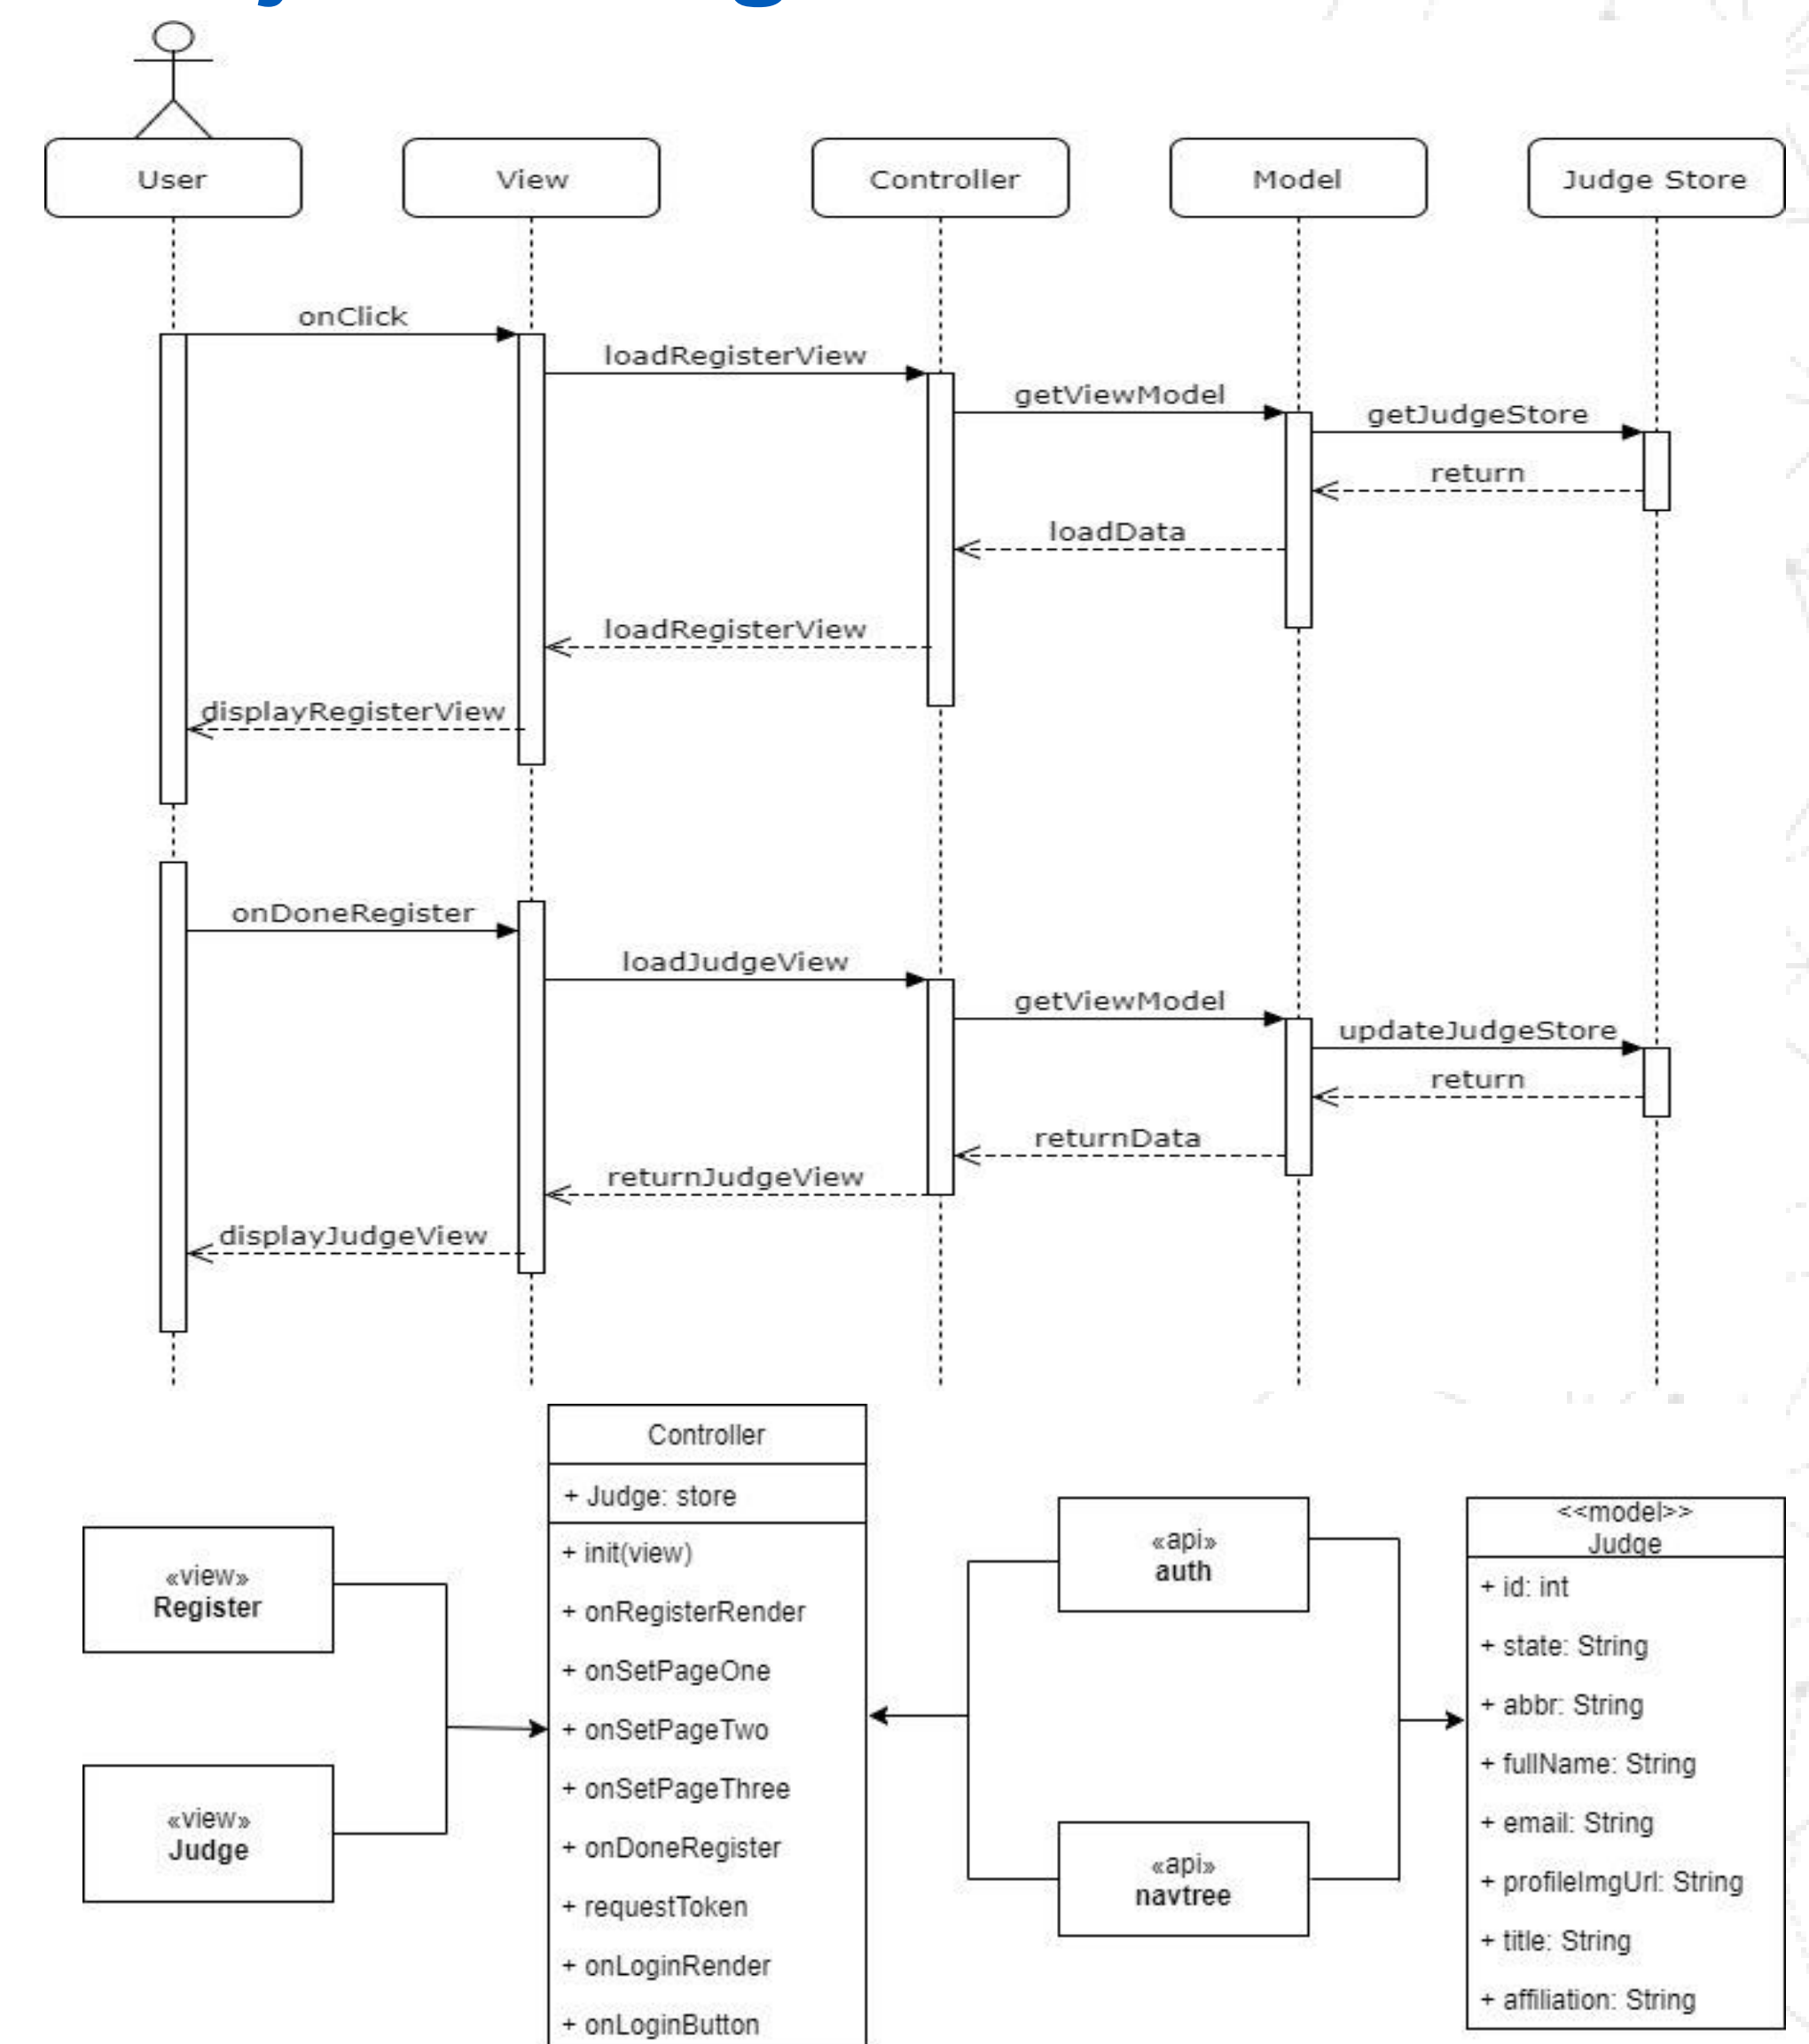 User
View
Controller
Model
Judge Store
onClick
loadRegisterView
getViewModel
getJudgeStore
return
loadData
loadRegisterView
displayRegisterView
onDoneRegister
loadJudgeView
getViewModel
updateJudgeStore
return
returnData
returnJudgeView
displayJudgeView
«view»
Register
«view»
Judge
Controller
+ Judge: store
+ init(view)
+ onRegisterRender
+ onSetPageOne
+ onSetPageTwo
+ onSetPageThree
+ onDoneRegister
+ requestToken
+ onLoginRender
+ onLoginButton
«api»
auth
«api»
navtree
<<model>>
Judge
+ id: int
+ state: String
+ abbr: String
+ fullName: String
+ email: String
+ profileImgUrl: String
+ title: String
+ affiliation: String